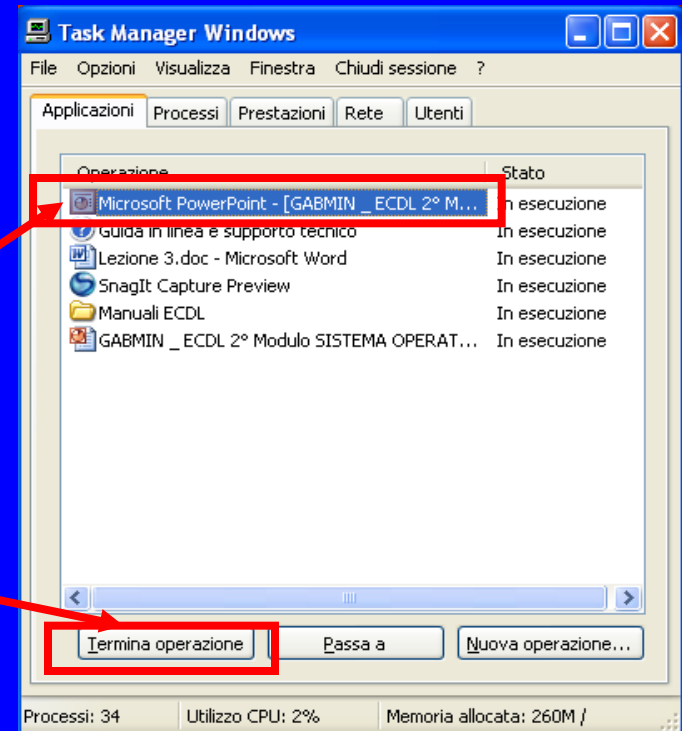 Task Manager Windows
File Opzioni Visualizza Finestra Chiudi sessione ?
Applicazioni Processi Prestazioni Rete Utenti
Operazione Stato
Microsoft PowerPoint - [GABMIN _ ECDL 2° M... In esecuzione
Guida in linea e supporto tecnico In esecuzione
Lezione 3.doc - Microsoft Word In esecuzione
SnagIt Capture Preview In esecuzione
Manuali ECDL In esecuzione
GABMIN _ ECDL 2° Modulo SISTEMA OPERAT... In esecuzione
Termina operazione Passa a Nuova operazione...
Processi: 34 Utilizzo CPU: 2% Memoria allocata: 260M /